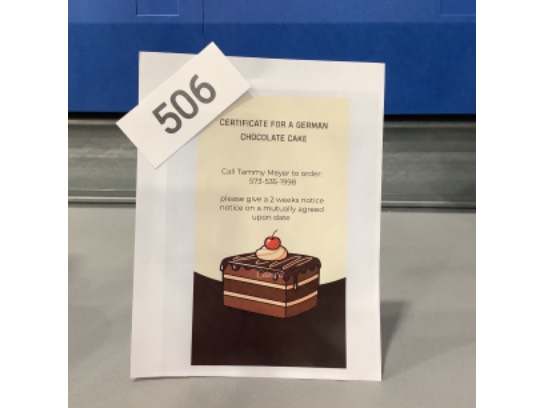 506
CERTIFICATE FOR A GERMAN
CHOCOLATE CAKE
Call Tammy Meyer to order:
573-536-1998
please give a 2 weeks notice
notice on a mutually agreed
upon date